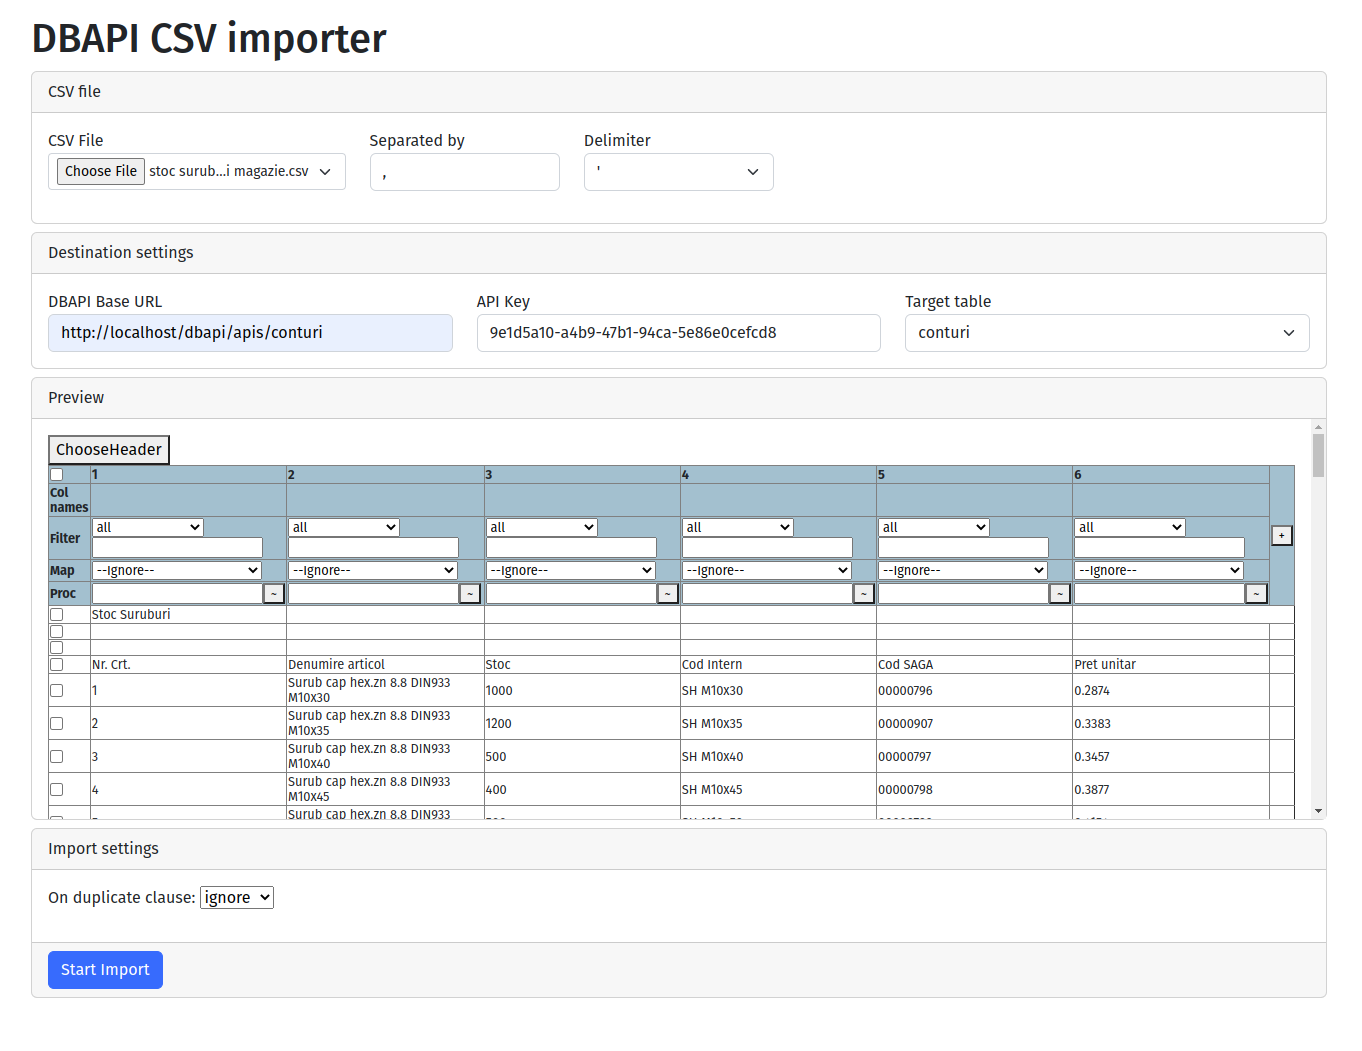 DBAPI CSV importer
CSV file
CSV File Separated by Delimiter
Choose File stoc surub...i magazie.csv , '
Destination settings
DBAPI Base URL API Key Target table
http://localhost/dbapi/apis/conturi 9e1d5a10-a4b9-47b1-94ca-5e86e0cefcd8 conturi
Preview
ChooseHeader
1 2 3 4 5 6
Col names
Filter all all all all all all +
Map --Ignore-- --Ignore-- --Ignore-- --Ignore-- --Ignore-- --Ignore--
Proc ~ ~ ~ ~ ~ ~
Stoc Suruburi
Nr. Crt. Denumire articol Stoc Cod Intern Cod SAGA Pret unitar
1 Surub cap hex.zn 8.8 DIN933 M10x30 1000 SH M10x30 00000796 0.2874
2 Surub cap hex.zn 8.8 DIN933 M10x35 1200 SH M10x35 00000907 0.3383
3 Surub cap hex.zn 8.8 DIN933 M10x40 500 SH M10x40 00000797 0.3457
4 Surub cap hex.zn 8.8 DIN933 M10x45 400 SH M10x45 00000798 0.3877
Surub cap hex.zn 8.8 DIN933
Import settings
On duplicate clause: ignore
Start Import